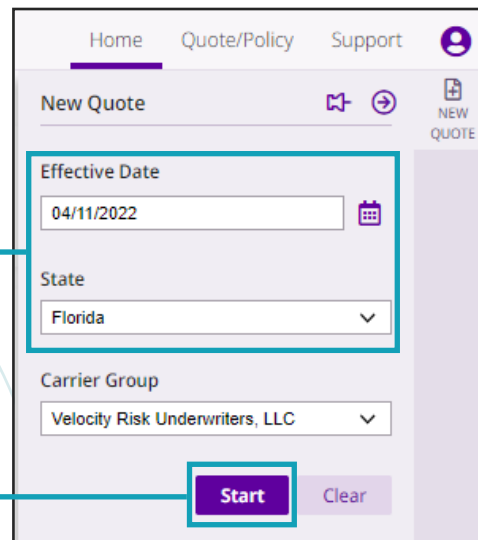 Home Quote/Policy Support
New Quote
NEW
QUOTE
Effective Date
04/11/2022
State
Florida
Carrier Group
Velocity Risk Underwriters, LLC
Start Clear